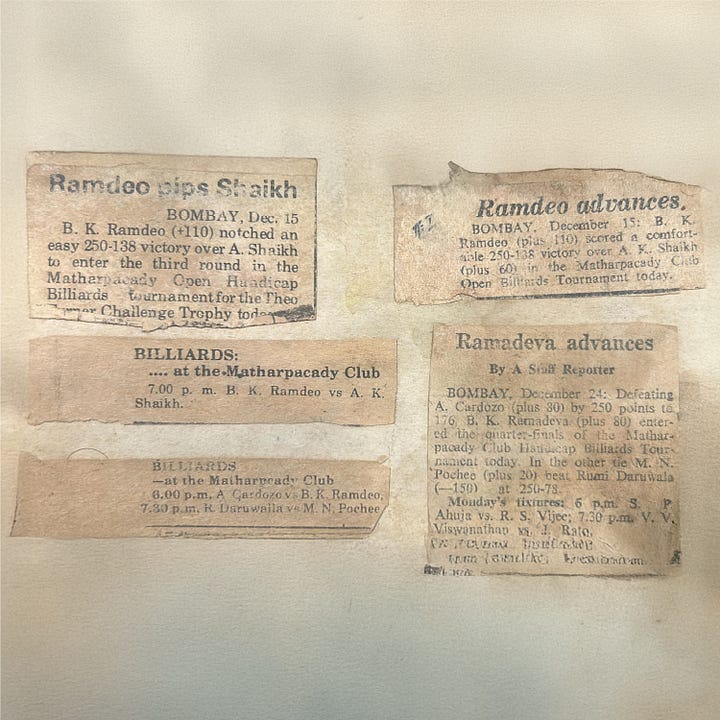 Ramdeo pips Shaikh
BOMBAY, Dec. 15
B. K. Ramdeo (+110) notched an
easy 250-138 victory over A. Shaikh
to enter the third round in the
Matharpacady Open Handicap
Billiards tournament for the Theo
Challenge Trophy today
BILLIARDS:
.... at the Matharpacady Club
7.00 p. m. B. K. Ramdeo vs A. K.
Shaikh.
BILLIARDS
—at the Matharpacady Club
6.00 p.m. A Cardozo vs B.K. Ramdeo,
7.30 p.m. R. Daruwalla vs M. N. Pochee
Ramdeo advances.
BOMBAY, December 15: B. K.
Ramdeo (plus 110) scored a comfort-
able 250-138 victory over A. K. Shaikh
(plus 60) in the Matharpacady Club
Open Billiards Tournament today.
Ramadeva advances
By A Staff Reporter
BOMBAY, December 24: Defeating
A. Cardozo (plus 30) by 250 points to
176, B. K. Ramadeva (plus 80) enter-
ed the quarter-finals of the Mathar-
pacady Club Handicap Billiards Tour-
nament today. In the other tie M. N.
Pochee (plus 20) beat Rumi Daruwala
(—150) at 250-78.
Monday's fixtures: 6 p.m. S. P.
Ahuja vs. R. S. Vijee; 7.30 p.m. V. V.
Viswanathan vs. J. Rato.